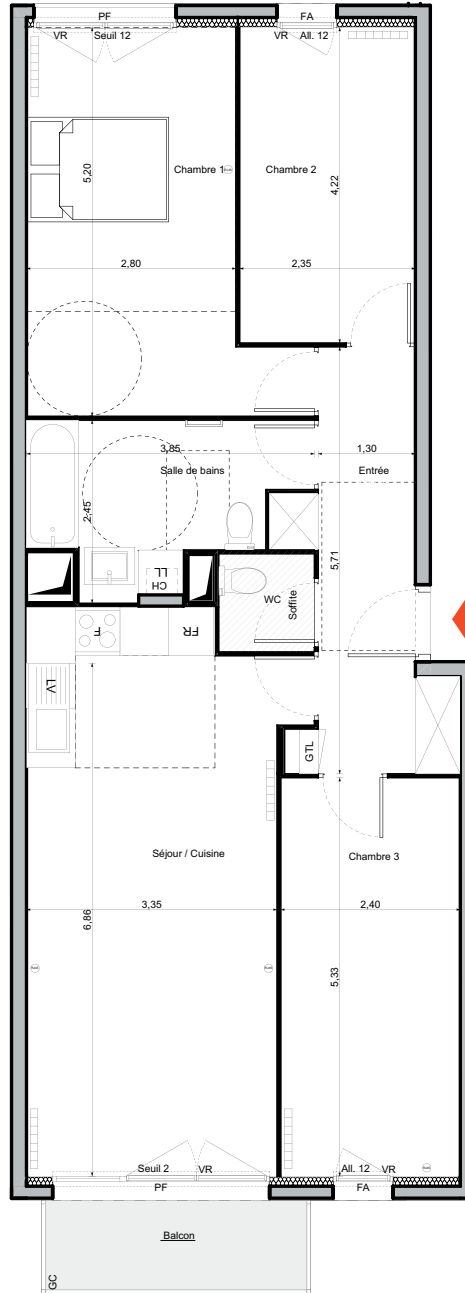 PF
FA
VR
Seuil 12
VR
All. 12
Chambre 1
Chambre 2
5,20
4,22
2,80
2,35
3,85
1,30
Salle de bains
Entrée
2,45
5,71
LL
CH
WC
Soffite
T
FR
LV
GTL
Séjour / Cuisine
Chambre 3
3,35
2,40
6,86
5,33
Seuil 2
VR
All. 12
VR
PF
FA
Balcon
GC